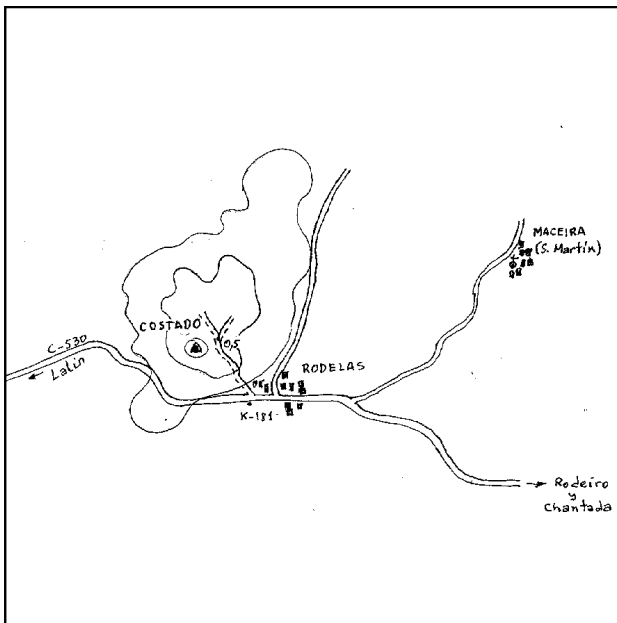 MACEIRA
(S. Martín)
COSTADO
0,5
C-530
Lalín
RODELAS
K-181
Rodeiro
y
Chantada